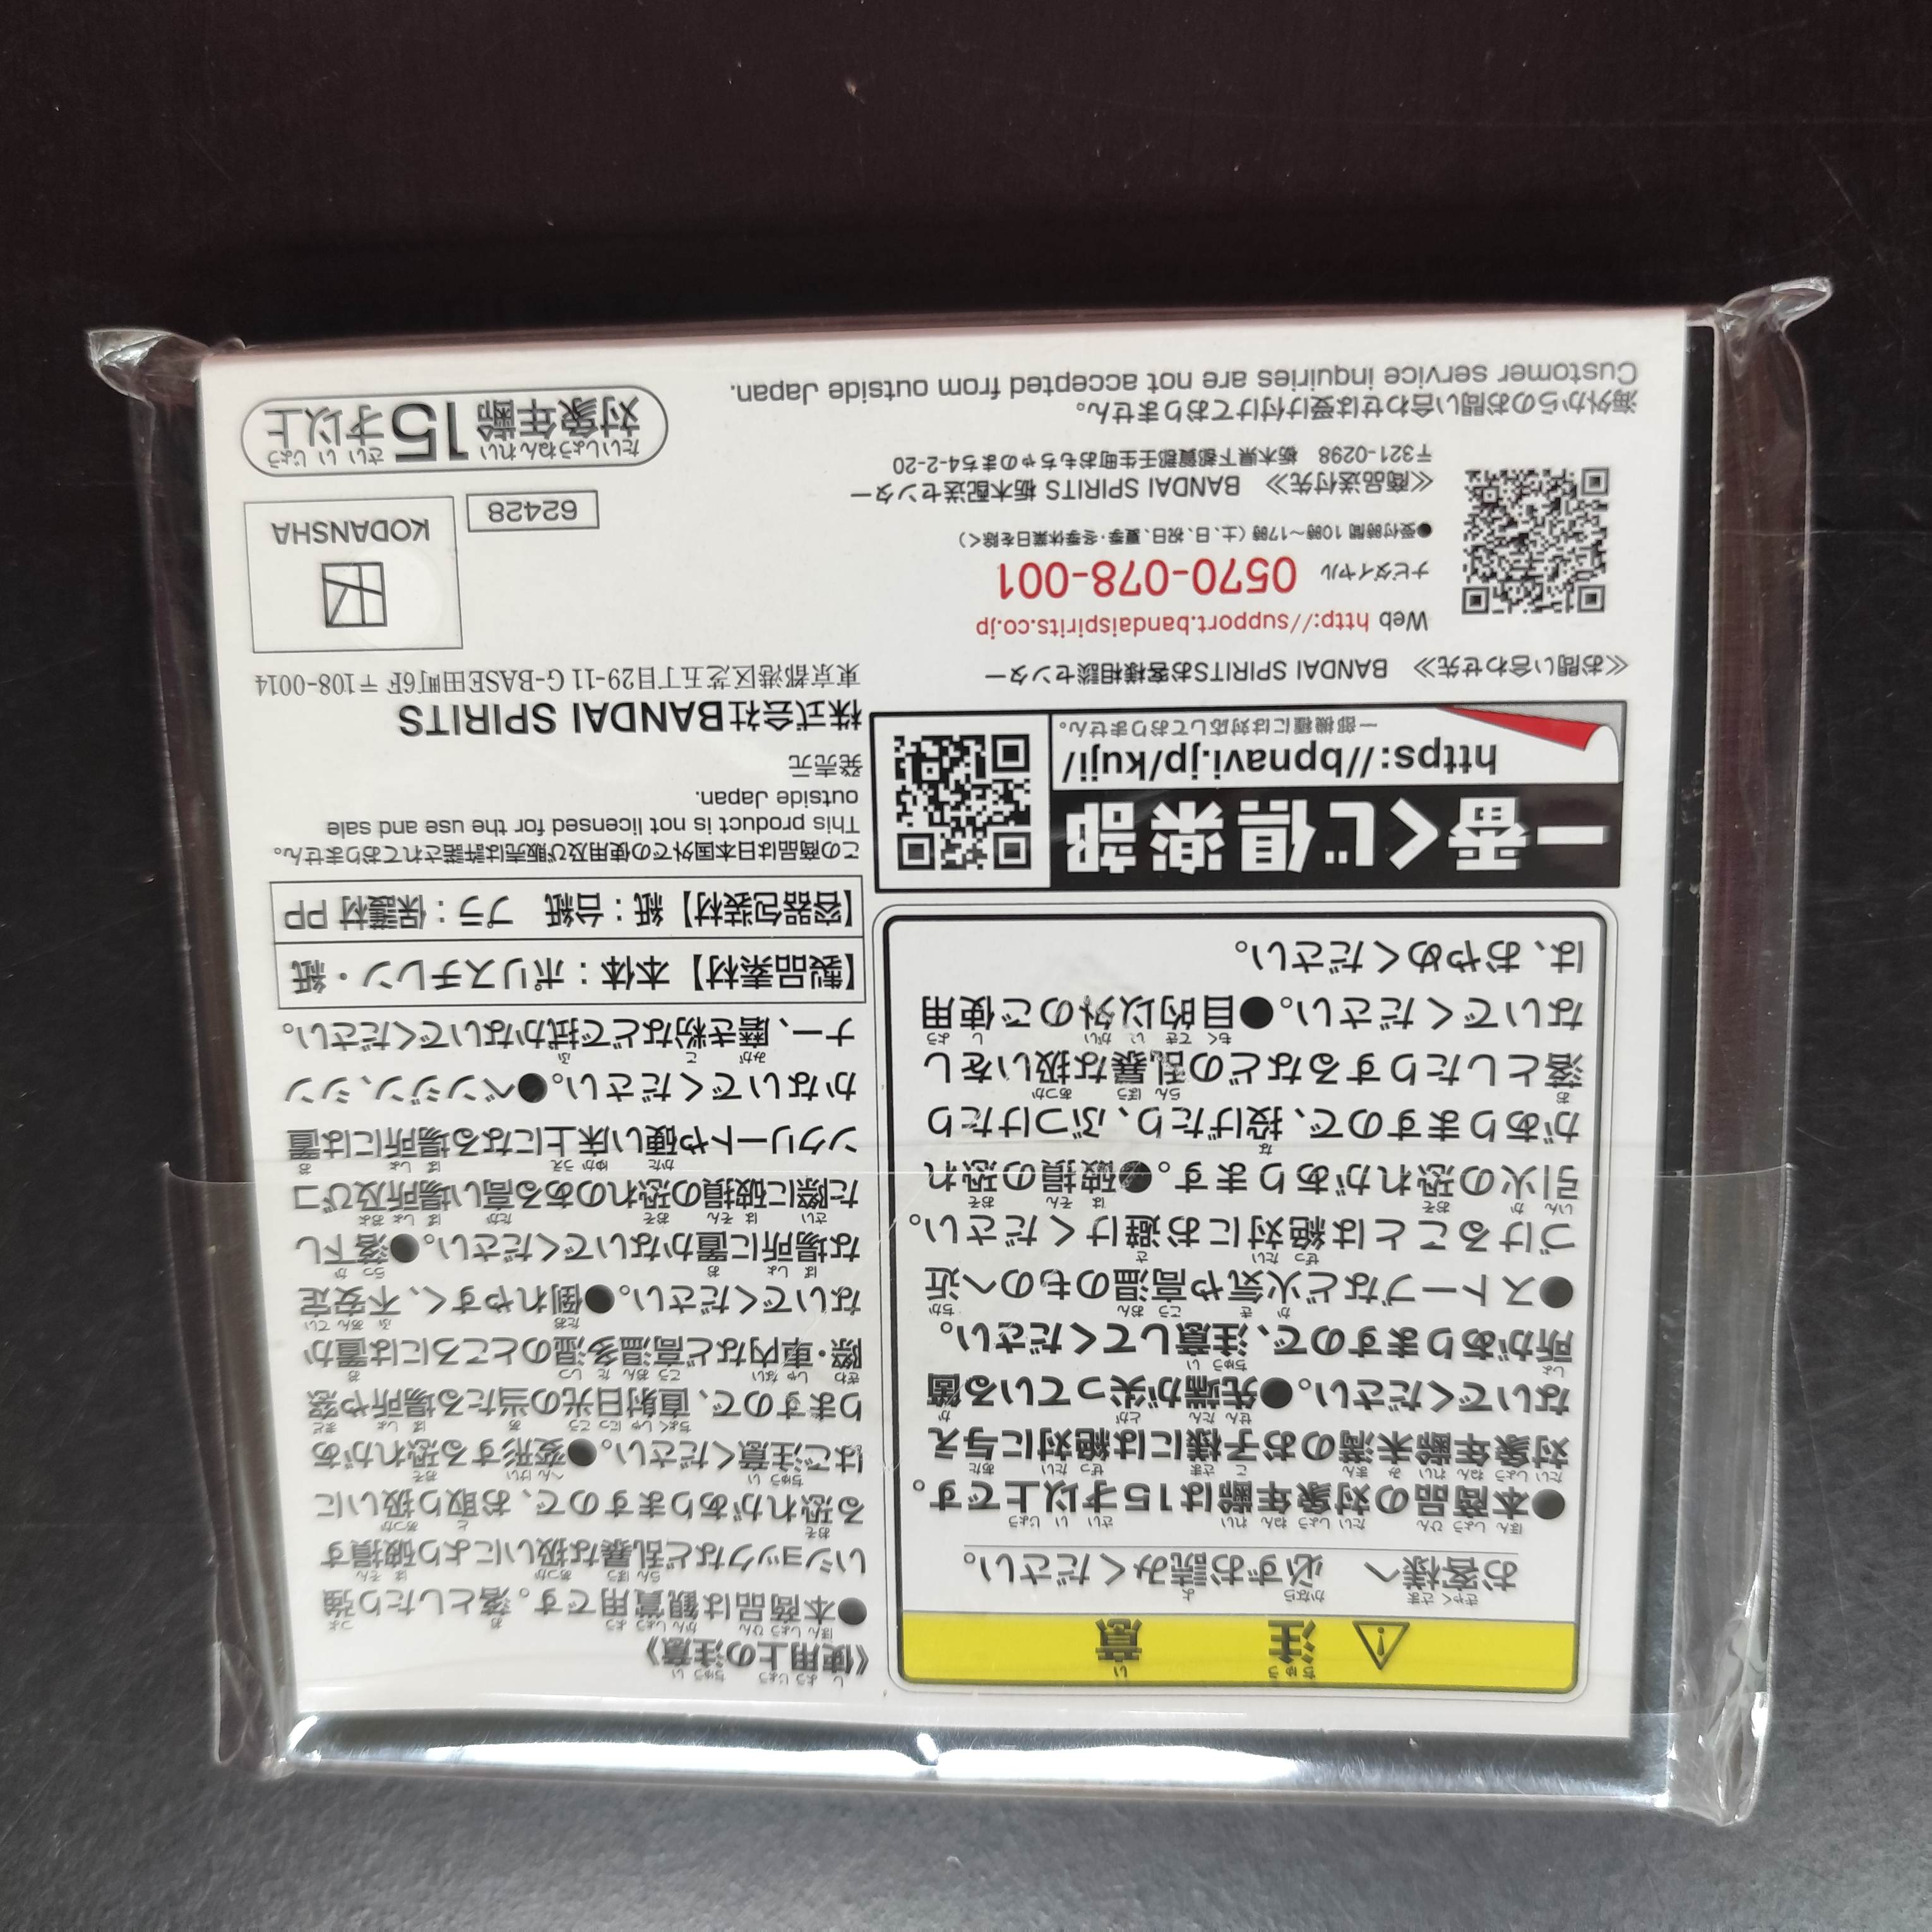 《使用上の注意》
●本商品は観賞用です。落としたり強
いショックなど乱暴な扱いにより破損す
る恐れがありますので、お取り扱いに
はご注意ください。●変形する恐れがあ
りますので、直射日光の当たる場所や窓
際・車内など高温多湿のところには置か
ないでください。●倒れやすく、不安定
な場所に置かないでください。●落下し
た際に破損の恐れのある高い場所及びコ
ンクリートや硬い床上になる場所には置
かないでください。●ベンジン、シン
ナー、磨き粉などで拭かないでください。
【製品素材】本体：ポリスチレン・紙
【容器包装材】紙：台紙 プラ：保護材 PP
この商品は日本国外での使用及び販売は許諾されておりません。
This product is not licensed for the use and sale
outside Japan.
発売元
株式会社BANDAI SPIRITS
東京都港区芝五丁目29-11 G-BASE田町6F 〒108-0014
KODANSHA
62428
対象年齢15才以上
注意
お客様へ 必ずお読みください。
●本商品の対象年齢は15才以上です。
対象年齢未満のお子様には絶対に与え
ないでください。●先端が尖っている箇
所がありますので、注意してください。
●ストーブなど火気や高温のものへ近
づけることは絶対にお避けください。
引火の恐れがあります。●破損の恐れ
がありますので、投げたり、ぶつけたり
落としたりするなどの乱暴な扱いをし
ないでください。●目的以外のご使用
は、おやめください。
一番くじ倶楽部
https://bpnavi.jp/kuji/
一部機種には対応しておりません。
≪お問い合わせ先≫ BANDAI SPIRITSお客様相談センター
Web http://support.bandaispirits.co.jp
ナビダイヤル 0570-078-001
●受付時間 10時～17時（土、日、祝日、夏季・冬季休業日を除く）
≪商品送付先≫ BANDAI SPIRITS 栃木配送センター
〒321-0298 栃木県下都賀郡壬生町おもちゃのまち4-2-20
海外からのお問い合わせは受け付けておりません。
Customer service inquiries are not accepted from outside Japan.